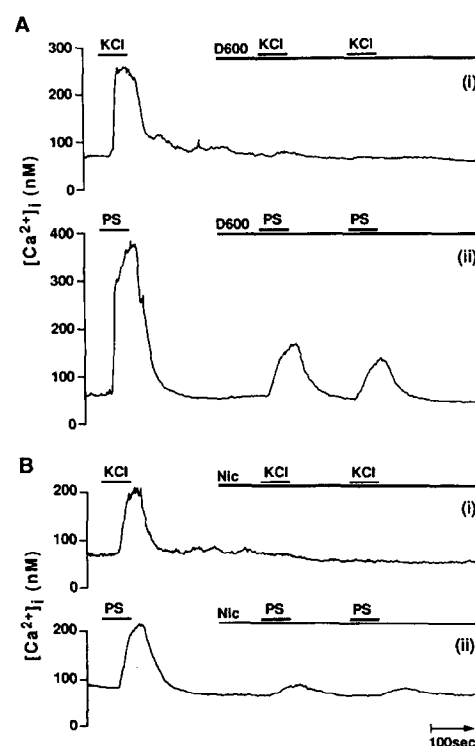 A
KCl D600 KCl KCl
(i)
300
200
100
0
[Ca²⁺]ᵢ (nM)
PS D600 PS PS
(ii)
400
300
200
100
0
B
KCl Nic KCl KCl
(i)
200
100
0
[Ca²⁺]ᵢ (nM)
PS Nic PS PS
(ii)
200
100
0
100sec